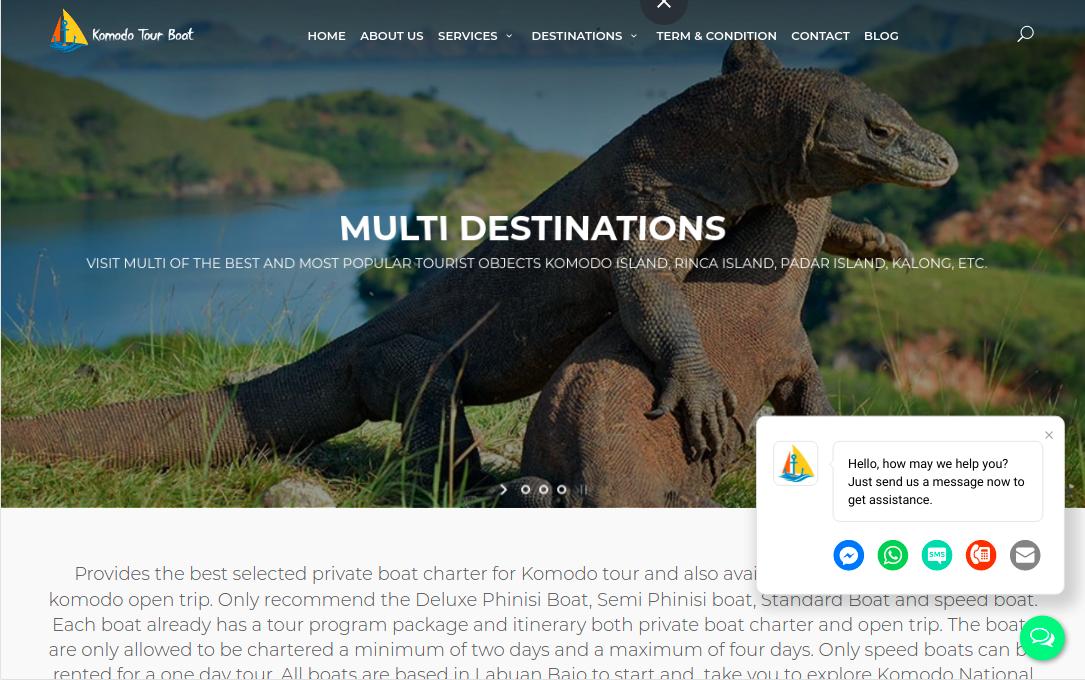 Komodo Tour Boat
HOME ABOUT US SERVICES DESTINATIONS TERM & CONDITION CONTACT BLOG
MULTI DESTINATIONS
VISIT MULTI OF THE BEST AND MOST POPULAR TOURIST OBJECTS KOMODO ISLAND, RINCA ISLAND, PADAR ISLAND, KALONG, ETC.
Hello, how may we help you?
Just send us a message now to
get assistance.
SMS
Provides the best selected private boat charter for Komodo tour and also
komodo open trip. Only recommend the Deluxe Phinisi Boat, Semi Phinisi boat, Standard Boat and speed boat.
Each boat already has a tour program package and itinerary both private boat charter and open trip. The boat
are only allowed to be chartered a minimum of two days and a maximum of four days. Only speed boats can
rented for a one day tour. All boats are based in Labuan Bajo to start and take you to explore Komodo National